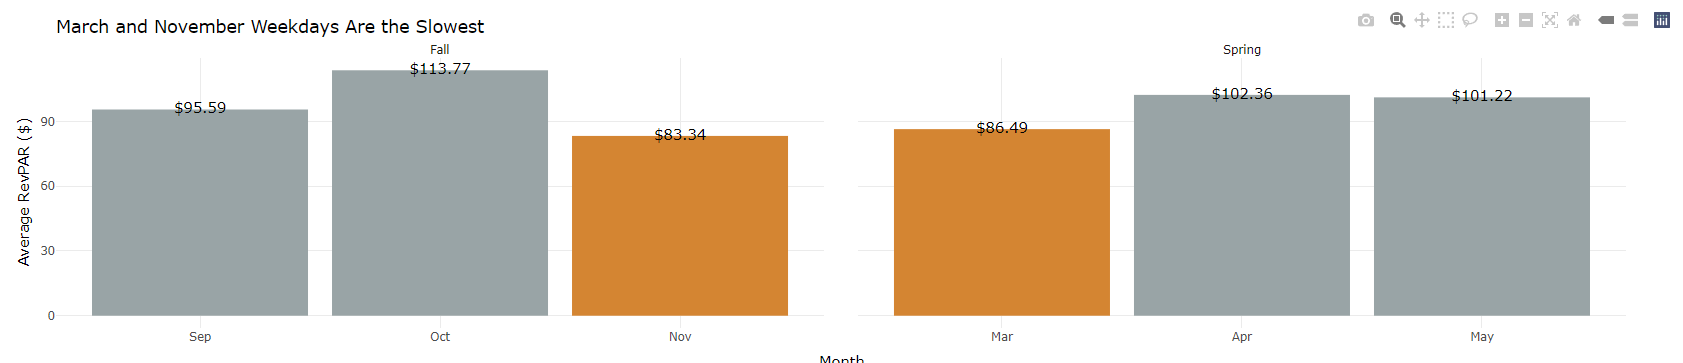 March and November Weekdays Are the Slowest
Fall
Spring
$95.59
$113.77
$83.34
$86.49
$102.36
$101.22
Average RevPAR ($)
90
60
30
0
Sep
Oct
Nov
Mar
Apr
May
Month